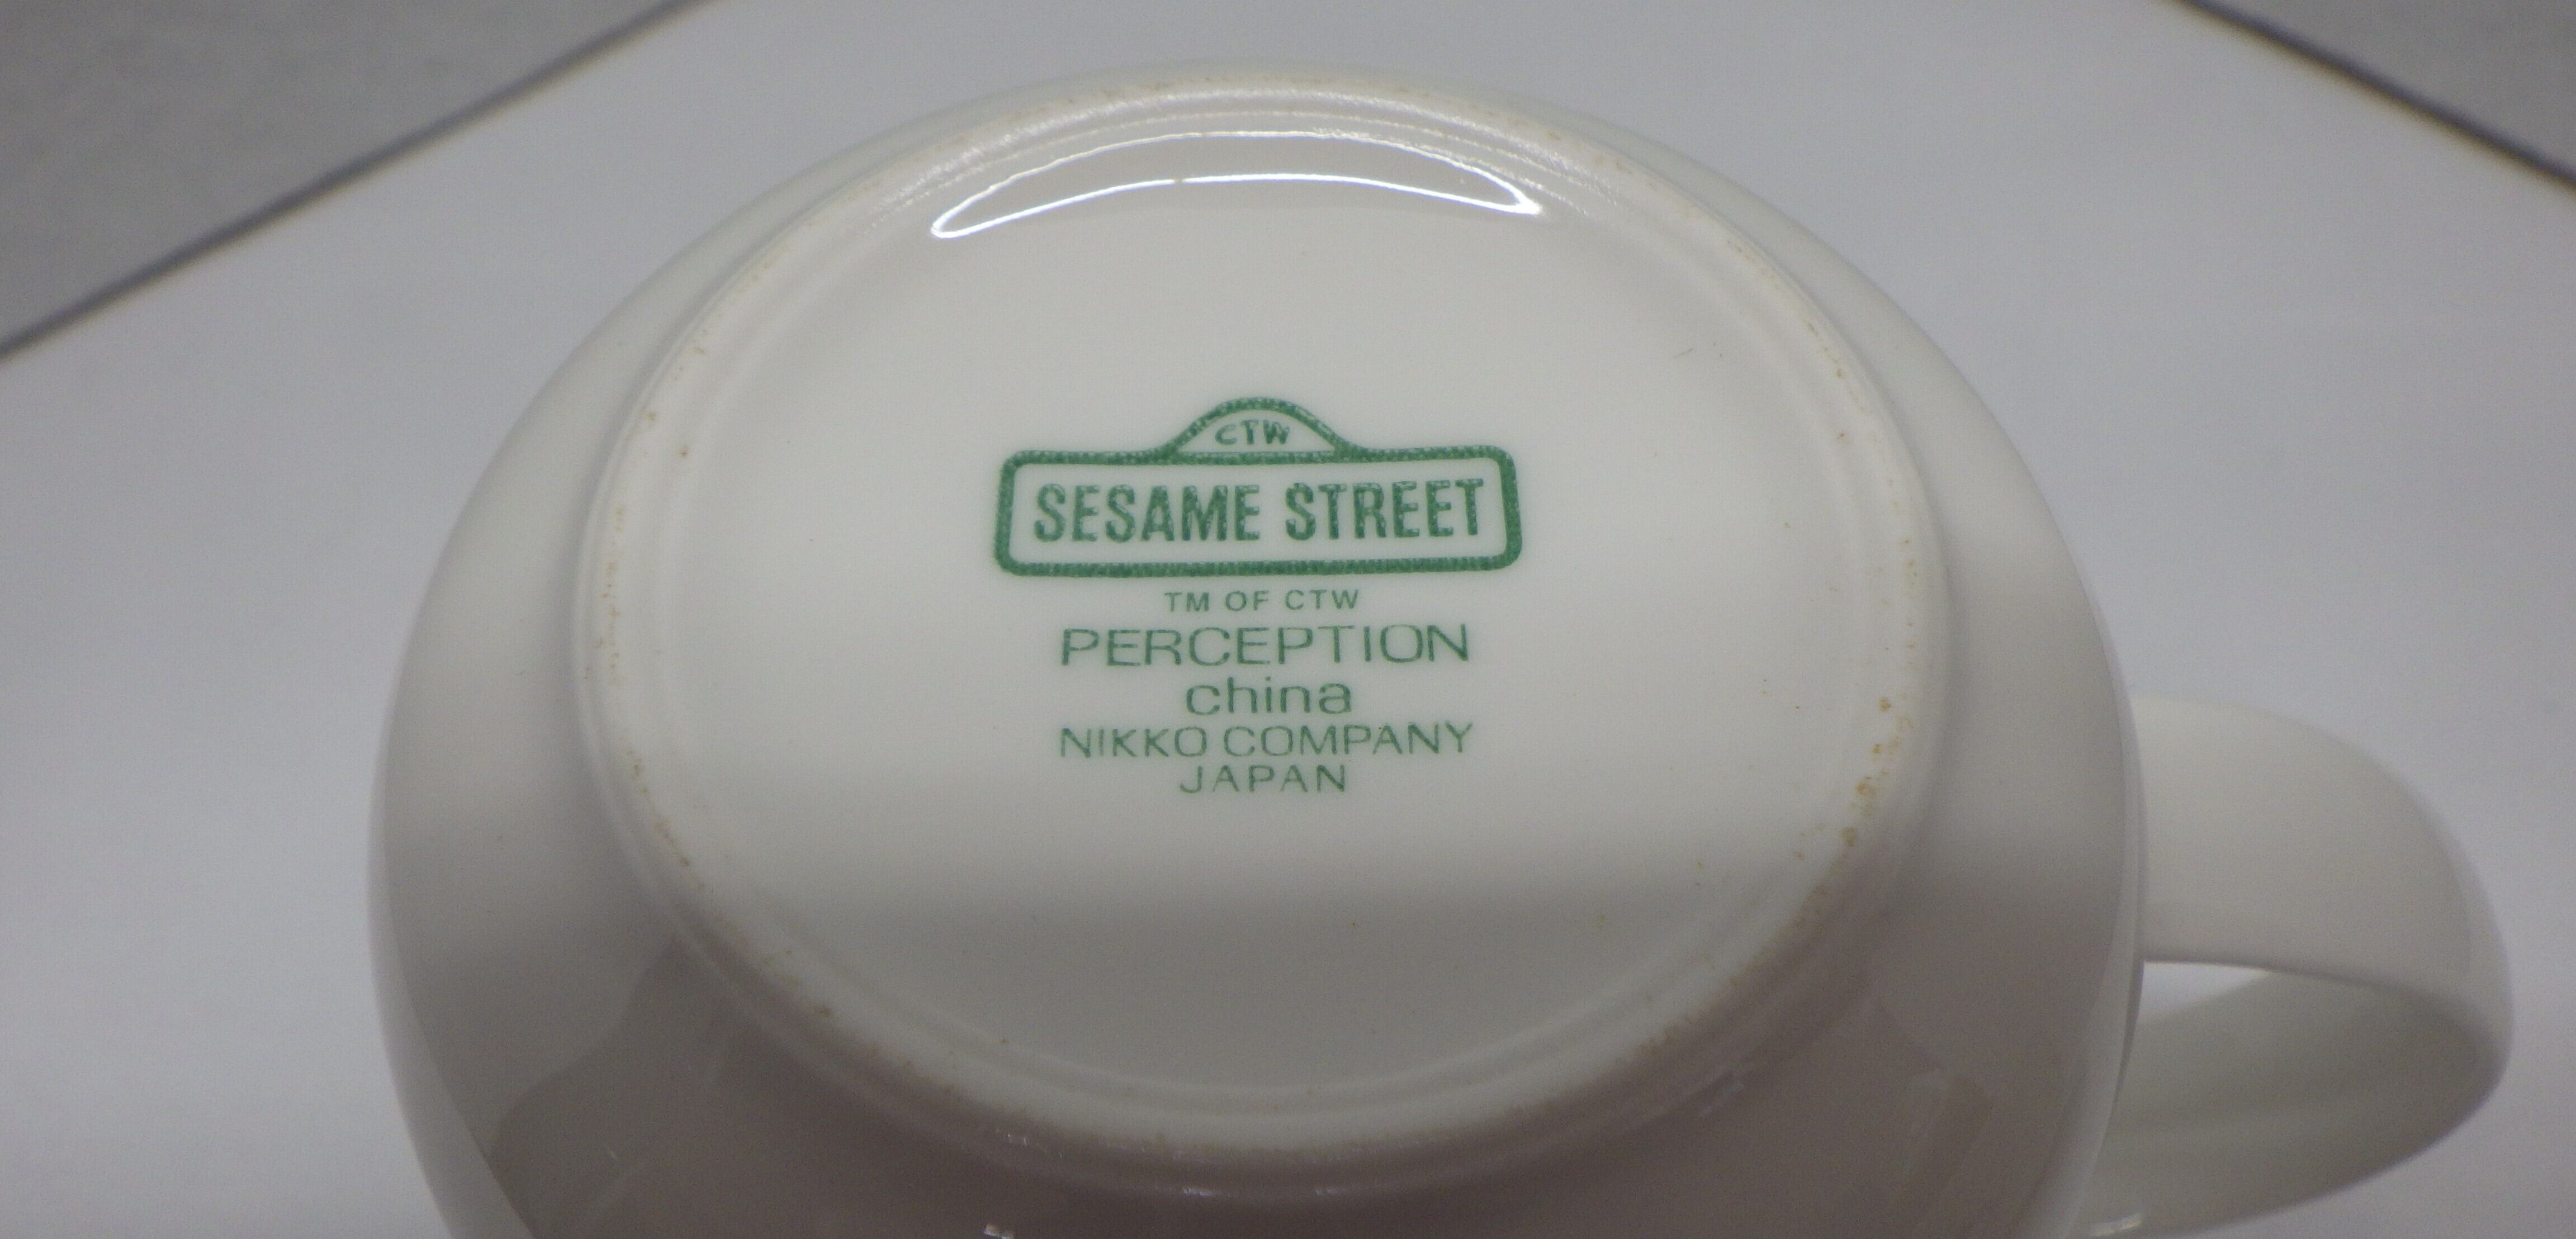 CTW
SESAME STREET
TM OF CTW
PERCEPTION
china
NIKKO COMPANY
JAPAN